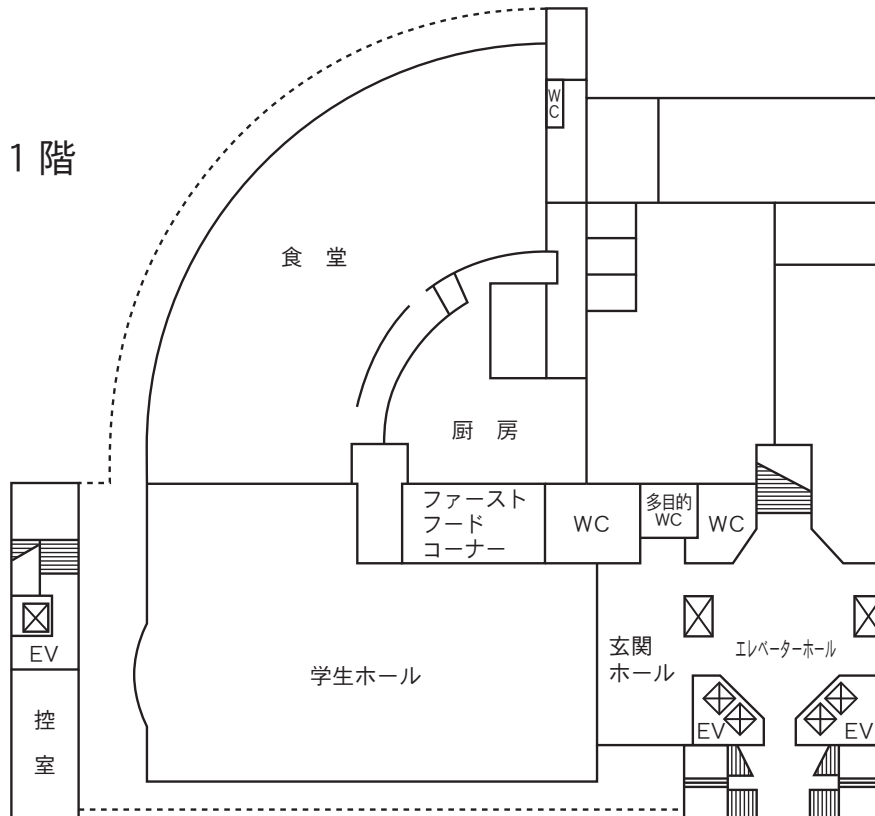 1 階
WC
食 堂
厨 房
ファースト
フード
コーナー
WC
多目的
WC
WC
EV
控
室
学生ホール
玄関
ホール
エレベーターホール
EV
EV